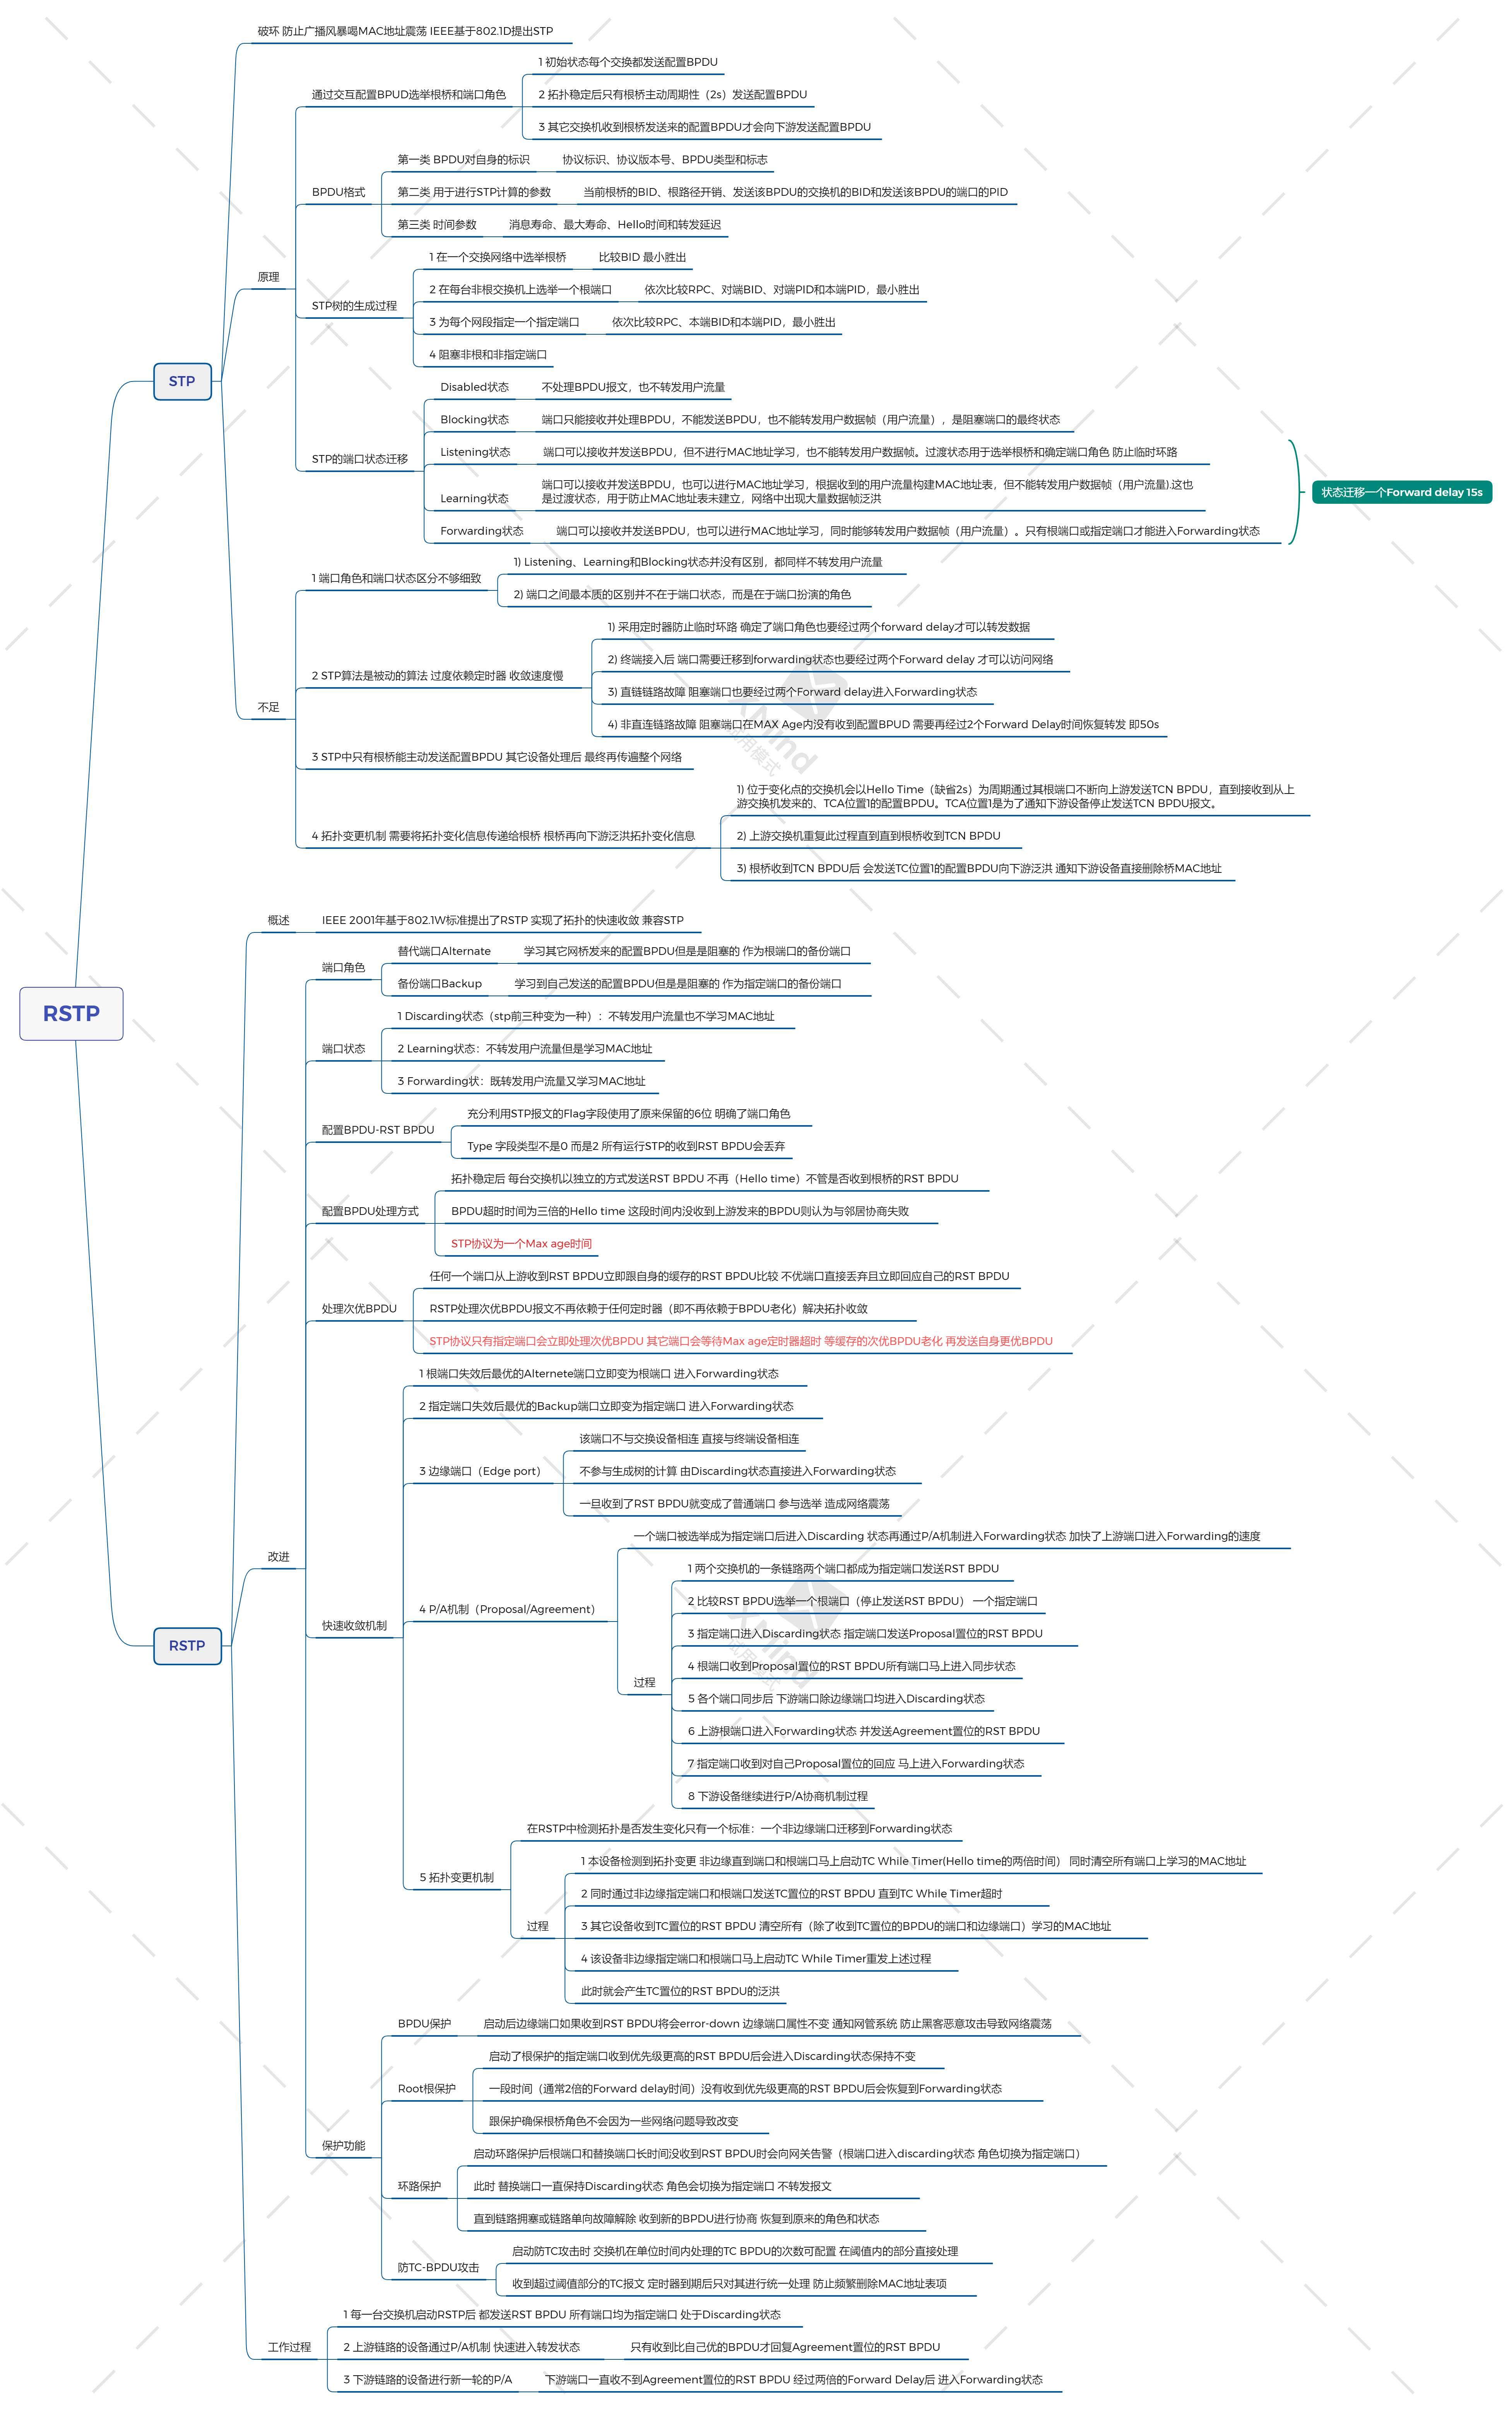 破环 防止广播风暴喝MAC地址震荡 IEEE基于802.1D提出STP
1 初始状态每个交换都发送配置BPDU
通过交互配置BPUD选举根桥和端口角色
2 拓扑稳定后只有根桥主动周期性（2s）发送配置BPDU
3 其它交换机收到根桥发送来的配置BPDU才会向下游发送配置BPDU
第一类 BPDU对自身的标识
协议标识、协议版本号、BPDU类型和标志
BPDU格式
第二类 用于进行STP计算的参数
当前根桥的BID、根路径开销、发送该BPDU的交换机的BID和发送该BPDU的端口的PID
第三类 时间参数
消息寿命、最大寿命、Hello时间和转发延迟
原理
1 在一个交换网络中选举根桥
比较BID 最小胜出
2 在每台非根交换机上选举一个根端口
依次比较RPC、对端BID、对端PID和本端PID，最小胜出
STP树的生成过程
3 为每个网段指定一个指定端口
依次比较RPC、本端BID和本端PID，最小胜出
4 阻塞非根和非指定端口
STP
Disabled状态
不处理BPDU报文，也不转发用户流量
Blocking状态
端口只能接收并处理BPDU，不能发送BPDU，也不能转发用户数据帧（用户流量），是阻塞端口的最终状态
STP的端口状态迁移
Listening状态
端口可以接收并发送BPDU，但不进行MAC地址学习，也不能转发用户数据帧。过渡状态用于选举根桥和确定端口角色 防止临时环路
Learning状态
端口可以接收并发送BPDU，也可以进行MAC地址学习，根据收到的用户流量构建MAC地址表，但不能转发用户数据帧（用户流量).这也
是过渡状态，用于防止MAC地址表未建立，网络中出现大量数据帧泛洪
状态迁移一个Forward delay 15s
Forwarding状态
端口可以接收并发送BPDU，也可以进行MAC地址学习，同时能够转发用户数据帧（用户流量）。只有根端口或指定端口才能进入Forwarding状态
1 端口角色和端口状态区分不够细致
1) Listening、Learning和Blocking状态并没有区别，都同样不转发用户流量
2) 端口之间最本质的区别并不在于端口状态，而是在于端口扮演的角色
1) 采用定时器防止临时环路 确定了端口角色也要经过两个forward delay才可以转发数据
2 STP算法是被动的算法 过度依赖定时器 收敛速度慢
2) 终端接入后 端口需要迁移到forwarding状态也要经过两个Forward delay 才可以访问网络
3) 直链链路故障 阻塞端口也要经过两个Forward delay进入Forwarding状态
4) 非直连链路故障 阻塞端口在MAX Age内没有收到配置BPUD 需要再经过2个Forward Delay时间恢复转发 即50s
不足
3 STP中只有根桥能主动发送配置BPDU 其它设备处理后 最终再传遍整个网络
1) 位于变化点的交换机会以Hello Time（缺省2s）为周期通过其根端口不断向上游发送TCN BPDU，直到接收到从上
游交换机发来的、TCA位置1的配置BPDU。TCA位置1是为了通知下游设备停止发送TCN BPDU报文。
4 拓扑变更机制 需要将拓扑变化信息传递给根桥 根桥再向下游泛洪拓扑变化信息
2) 上游交换机重复此过程直到直到根桥收到TCN BPDU
3) 根桥收到TCN BPDU后 会发送TC位置1的配置BPDU向下游泛洪 通知下游设备直接删除桥MAC地址
RSTP
概述
IEEE 2001年基于802.1W标准提出了RSTP 实现了拓扑的快速收敛 兼容STP
端口角色
替代端口Alternate
学习其它网桥发来的配置BPDU但是是阻塞的 作为根端口的备份端口
备份端口Backup
学习到自己发送的配置BPDU但是是阻塞的 作为指定端口的备份端口
1 Discarding状态（stp前三种变为一种）：不转发用户流量也不学习MAC地址
端口状态
2 Learning状态：不转发用户流量但是学习MAC地址
3 Forwarding状：既转发用户流量又学习MAC地址
配置BPDU-RST BPDU
充分利用STP报文的Flag字段使用了原来保留的6位 明确了端口角色
Type 字段类型不是0 而是2 所有运行STP的收到RST BPDU会丢弃
拓扑稳定后 每台交换机以独立的方式发送RST BPDU 不再（Hello time）不管是否收到根桥的RST BPDU
配置BPDU处理方式
BPDU超时时间为三倍的Hello time 这段时间内没收到上游发来的BPDU则认为与邻居协商失败
STP协议为一个Max age时间
任何一个端口从上游收到RST BPDU立即跟自身的缓存的RST BPDU比较 不优端口直接丢弃且立即回应自己的RST BPDU
处理次优BPDU
RSTP处理次优BPDU报文不再依赖于任何定时器（即不再依赖于BPDU老化）解决拓扑收敛
STP协议只有指定端口会立即处理次优BPDU 其它端口会等待Max age定时器超时 等缓存的次优BPDU老化 再发送自身更优BPDU
1 根端口失效后最优的Alternete端口立即变为根端口 进入Forwarding状态
2 指定端口失效后最优的Backup端口立即变为指定端口 进入Forwarding状态
该端口不与交换设备相连 直接与终端设备相连
3 边缘端口（Edge port）
不参与生成树的计算 由Discarding状态直接进入Forwarding状态
一旦收到了RST BPDU就变成了普通端口 参与选举 造成网络震荡
改进
快速收敛机制
一个端口被选举成为指定端口后进入Discarding 状态再通过P/A机制进入Forwarding状态 加快了上游端口进入Forwarding的速度
4 P/A机制（Proposal/Agreement）
1 两个交换机的一条链路两个端口都成为指定端口发送RST BPDU
2 比较RST BPDU选举一个根端口（停止发送RST BPDU） 一个指定端口
3 指定端口进入Discarding状态 指定端口发送Proposal置位的RST BPDU
4 根端口收到Proposal置位的RST BPDU所有端口马上进入同步状态
过程
5 各个端口同步后 下游端口除边缘端口均进入Discarding状态
6 上游根端口进入Forwarding状态 并发送Agreement置位的RST BPDU
7 指定端口收到对自己Proposal置位的回应 马上进入Forwarding状态
8 下游设备继续进行P/A协商机制过程
RSTP
在RSTP中检测拓扑是否发生变化只有一个标准：一个非边缘端口迁移到Forwarding状态
5 拓扑变更机制
1 本设备检测到拓扑变更 非边缘直到端口和根端口马上启动TC While Timer(Hello time的两倍时间） 同时清空所有端口上学习的MAC地址
2 同时通过非边缘指定端口和根端口发送TC置位的RST BPDU 直到TC While Timer超时
过程
3 其它设备收到TC置位的RST BPDU 清空所有（除了收到TC置位的BPDU的端口和边缘端口）学习的MAC地址
4 该设备非边缘指定端口和根端口马上启动TC While Timer重发上述过程
此时就会产生TC置位的RST BPDU的泛洪
BPDU保护
启动后边缘端口如果收到RST BPDU将会error-down 边缘端口属性不变 通知网管系统 防止黑客恶意攻击导致网络震荡
启动了根保护的指定端口收到优先级更高的RST BPDU后会进入Discarding状态保持不变
Root根保护
一段时间（通常2倍的Forward delay时间）没有收到优先级更高的RST BPDU后会恢复到Forwarding状态
跟保护确保根桥角色不会因为一些网络问题导致改变
保护功能
启动环路保护后根端口和替换端口长时间没收到RST BPDU时会向网关告警（根端口进入discarding状态 角色切换为指定端口）
环路保护
此时 替换端口一直保持Discarding状态 角色会切换为指定端口 不转发报文
直到链路拥塞或链路单向故障解除 收到新的BPDU进行协商 恢复到原来的角色和状态
防TC-BPDU攻击
启动防TC攻击时 交换机在单位时间内处理的TC BPDU的次数可配置 在阈值内的部分直接处理
收到超过阈值部分的TC报文 定时器到期后只对其进行统一处理 防止频繁删除MAC地址表项
1 每一台交换机启动RSTP后 都发送RST BPDU 所有端口均为指定端口 处于Discarding状态
工作过程
2 上游链路的设备通过P/A机制 快速进入转发状态
只有收到比自己优的BPDU才回复Agreement置位的RST BPDU
3 下游链路的设备进行新一轮的P/A
下游端口一直收不到Agreement置位的RST BPDU 经过两倍的Forward Delay后 进入Forwarding状态
XMind
试用模式
XMind
试用模式